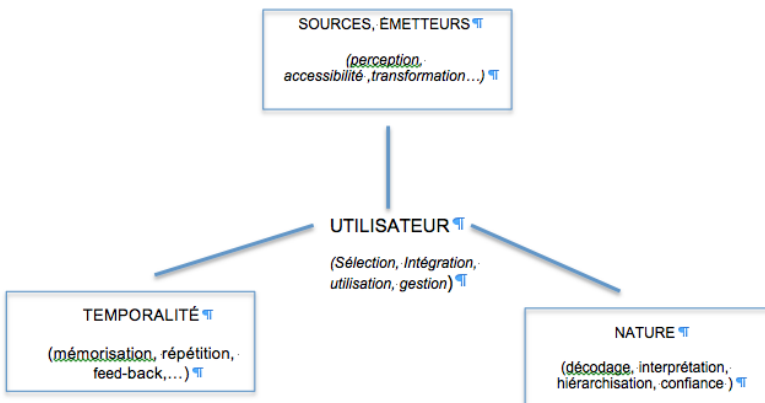 SOURCES, ÉMETTEURS ¶
(perception,
accessibilité ,transformation…) ¶
UTILISATEUR ¶
(Sélection, Intégration,
utilisation, gestion) ¶
TEMPORALITÉ ¶
(mémorisation, répétition,
feed-back,…) ¶
NATURE ¶
(décodage, interprétation,
hiérarchisation, confiance ) ¶